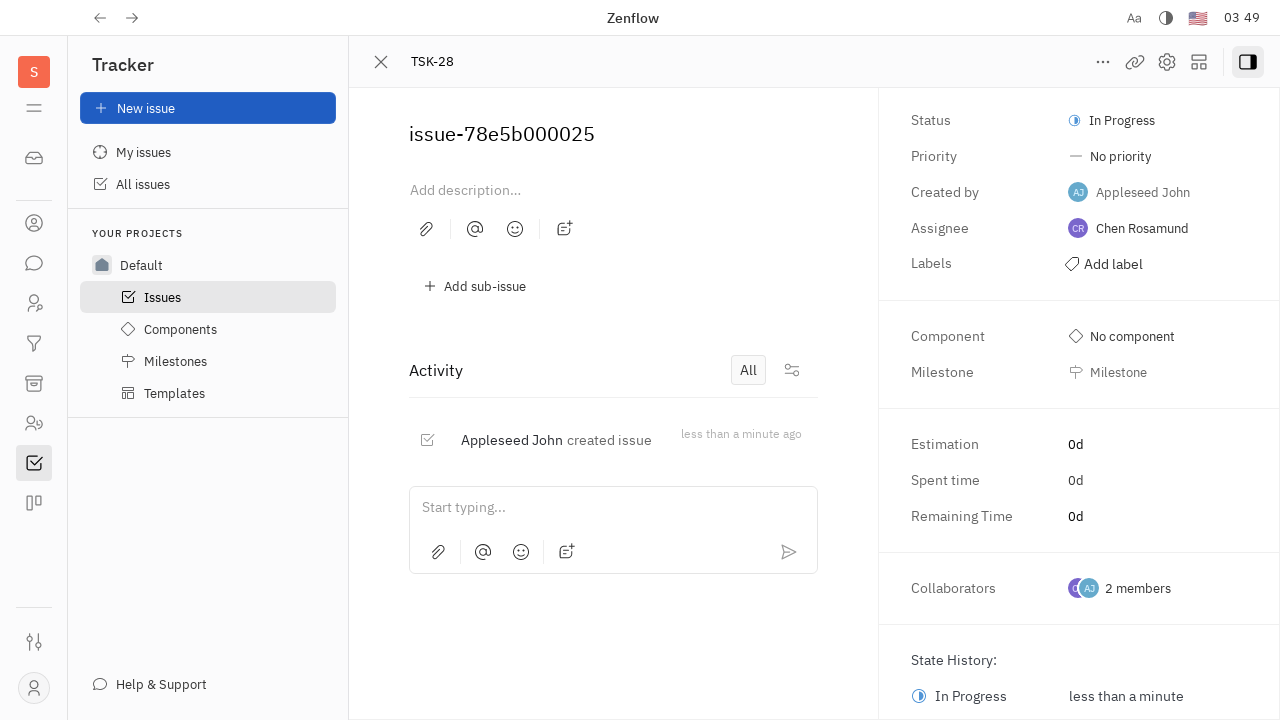 Zenflow
Aa
03 49
S
Tracker
New issue
My issues
All issues
YOUR PROJECTS
Default
Issues
Components
Milestones
Templates
Help & Support
TSK-28
issue-78e5b000025
Add description...
Add sub-issue
Activity
All
Appleseed John created issue
less than a minute ago
Start typing...
Status
In Progress
Priority
No priority
Created by
AJ Appleseed John
Assignee
CR Chen Rosamund
Labels
Add label
Component
No component
Milestone
Milestone
Estimation
0d
Spent time
0d
Remaining Time
0d
Collaborators
AJ 2 members
State History:
In Progress
less than a minute